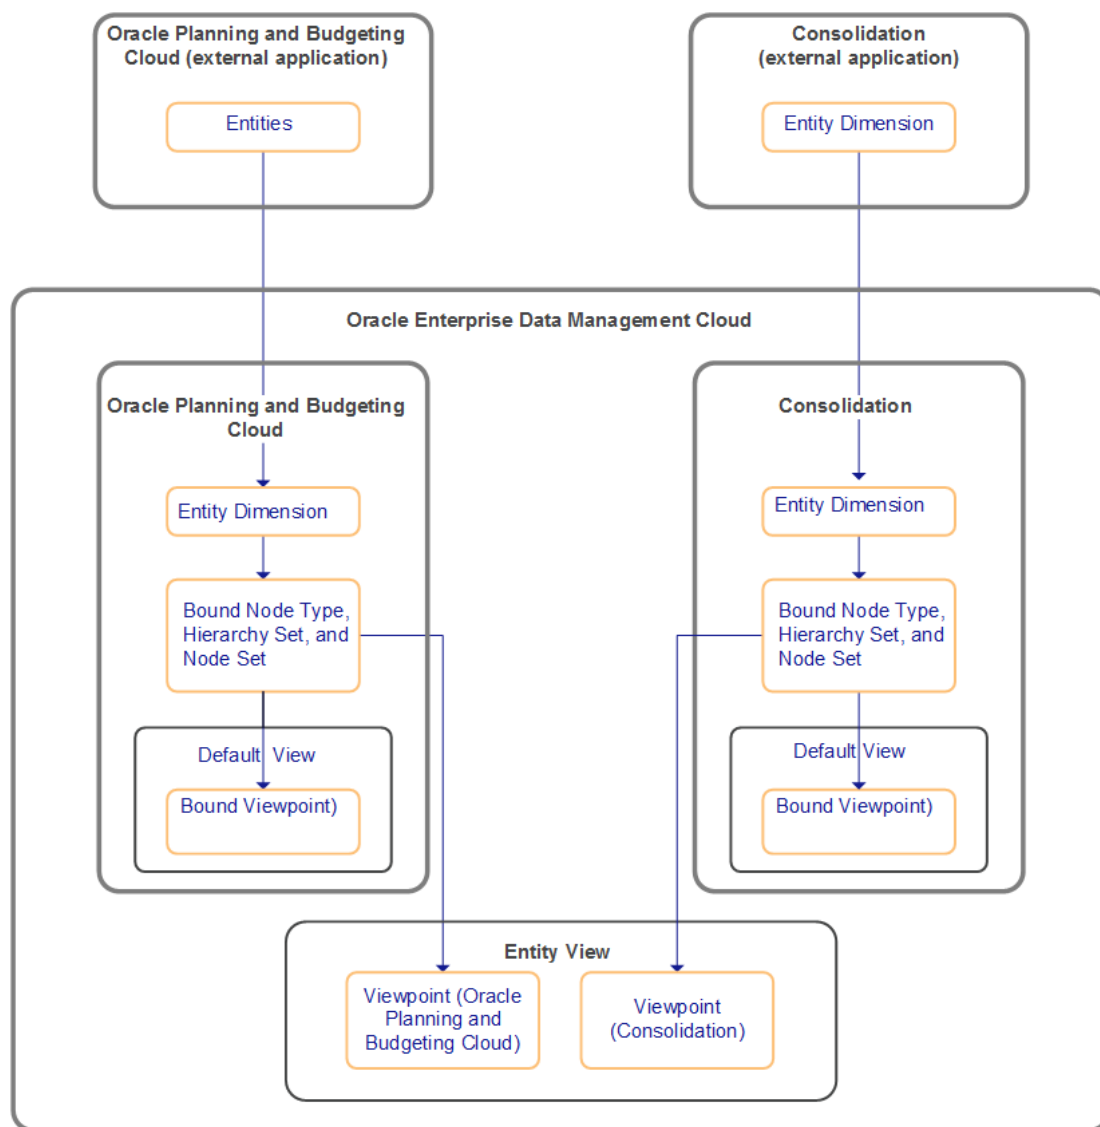 Oracle Planning and Budgeting
Cloud (external application)
Entities
Consolidation
(external application)
Entity Dimension
Oracle Enterprise Data Management Cloud
Oracle Planning and Budgeting
Cloud
Entity Dimension
Bound Node Type,
Hierarchy Set, and
Node Set
Default View
Bound Viewpoint)
Consolidation
Entity Dimension
Bound Node Type,
Hierarchy Set, and
Node Set
Default View
Bound Viewpoint)
Entity View
Viewpoint (Oracle
Planning and
Budgeting Cloud)
Viewpoint
(Consolidation)